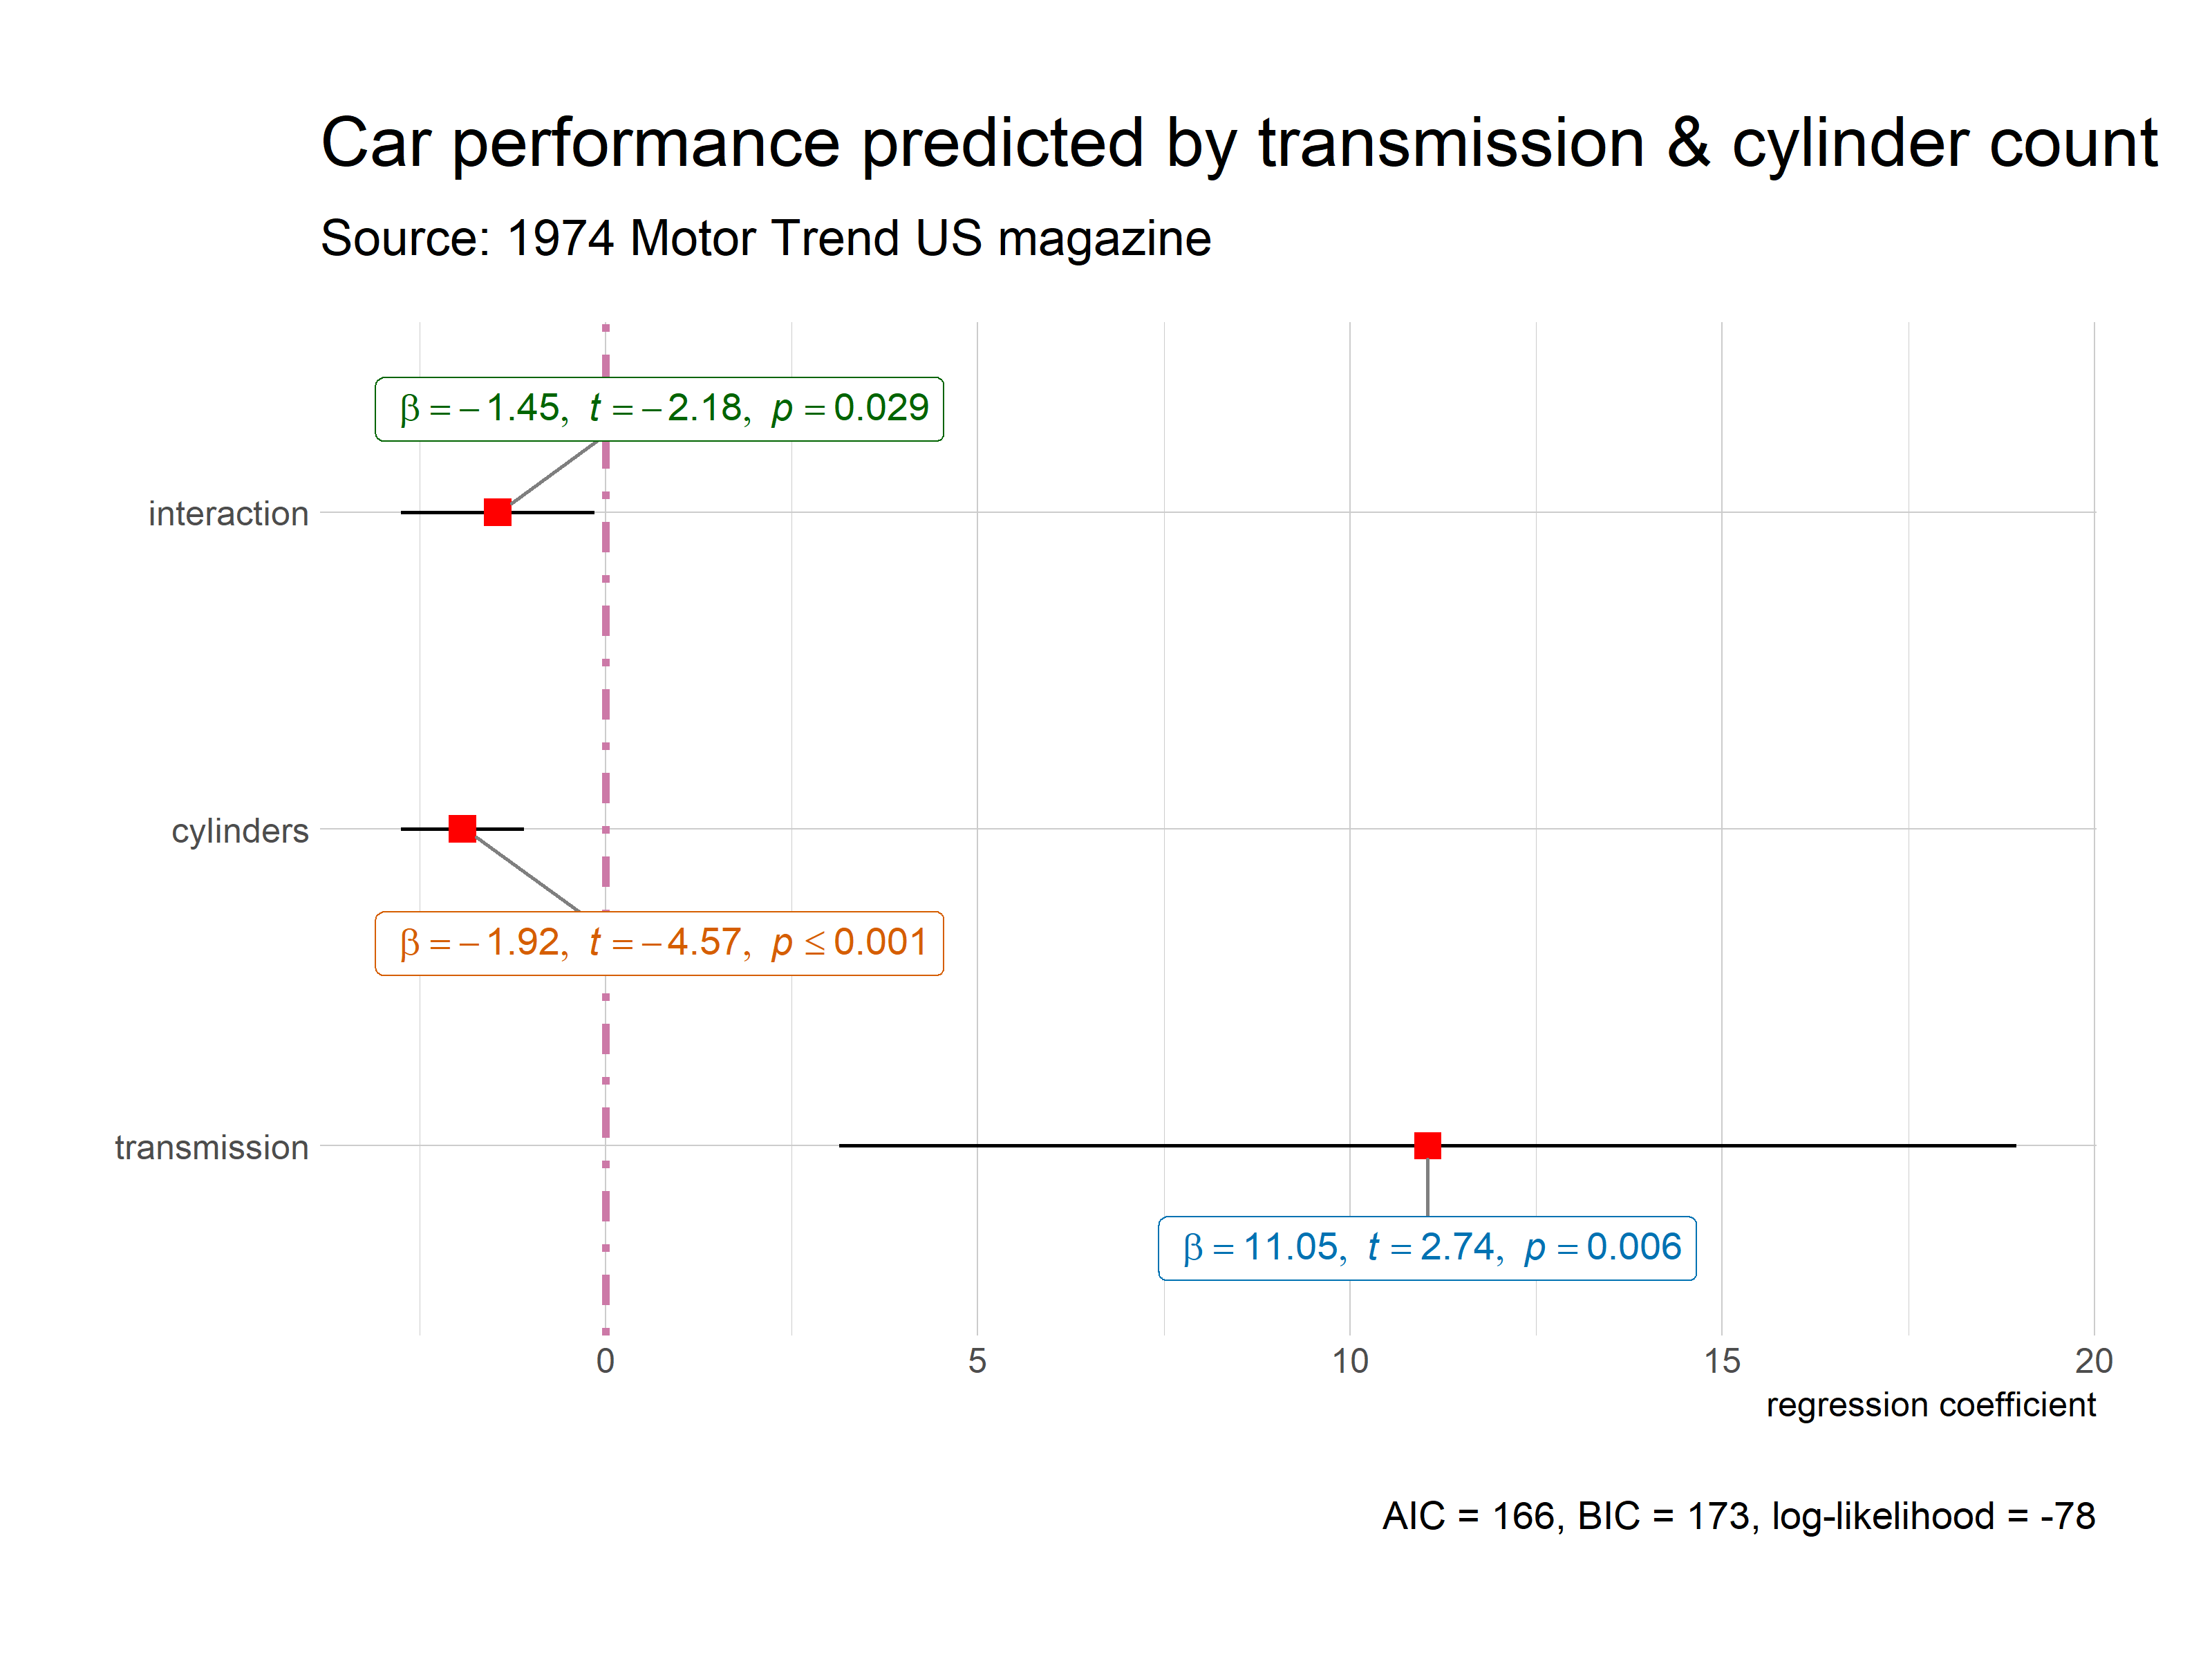 Car performance predicted by transmission & cylinder count
Source: 1974 Motor Trend US magazine
β = − 1.45, t = − 2.18, p = 0.029
interaction
cylinders
β = − 1.92, t = − 4.57, p ≤ 0.001
transmission
β = 11.05, t = 2.74, p = 0.006
0 5 10 15 20
regression coefficient
AIC = 166, BIC = 173, log-likelihood = -78